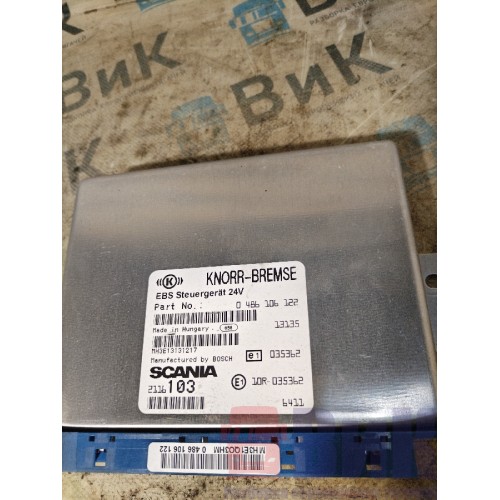 ВиК
ВиК
((K)) KNORR-BREMSE
EBS Steuergerät 24V
Part No.: 0 486 106 122
Made in Hungary 13135
MH3E13131217
Manufactured by BOSCH e1 035362
SCANIA
2116103 E1 10R-035362
6411
MH3E1Q03HM 0 486 106 122